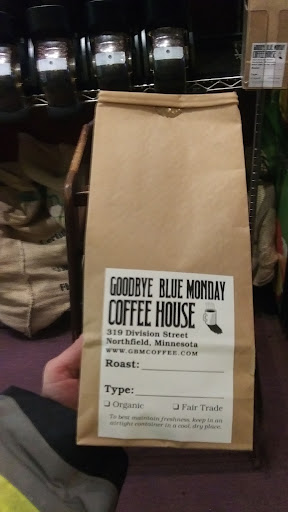 GOODBYE BLUE MONDAY
COFFEE HOUSE
319 Division Street
Northfield, Minnesota
WWW.GBMCOFFEE.COM
Roast:
Type:
☐ Organic ☐ Fair Trade
To best maintain freshness, keep in an
airtight container in a cool, dry place.